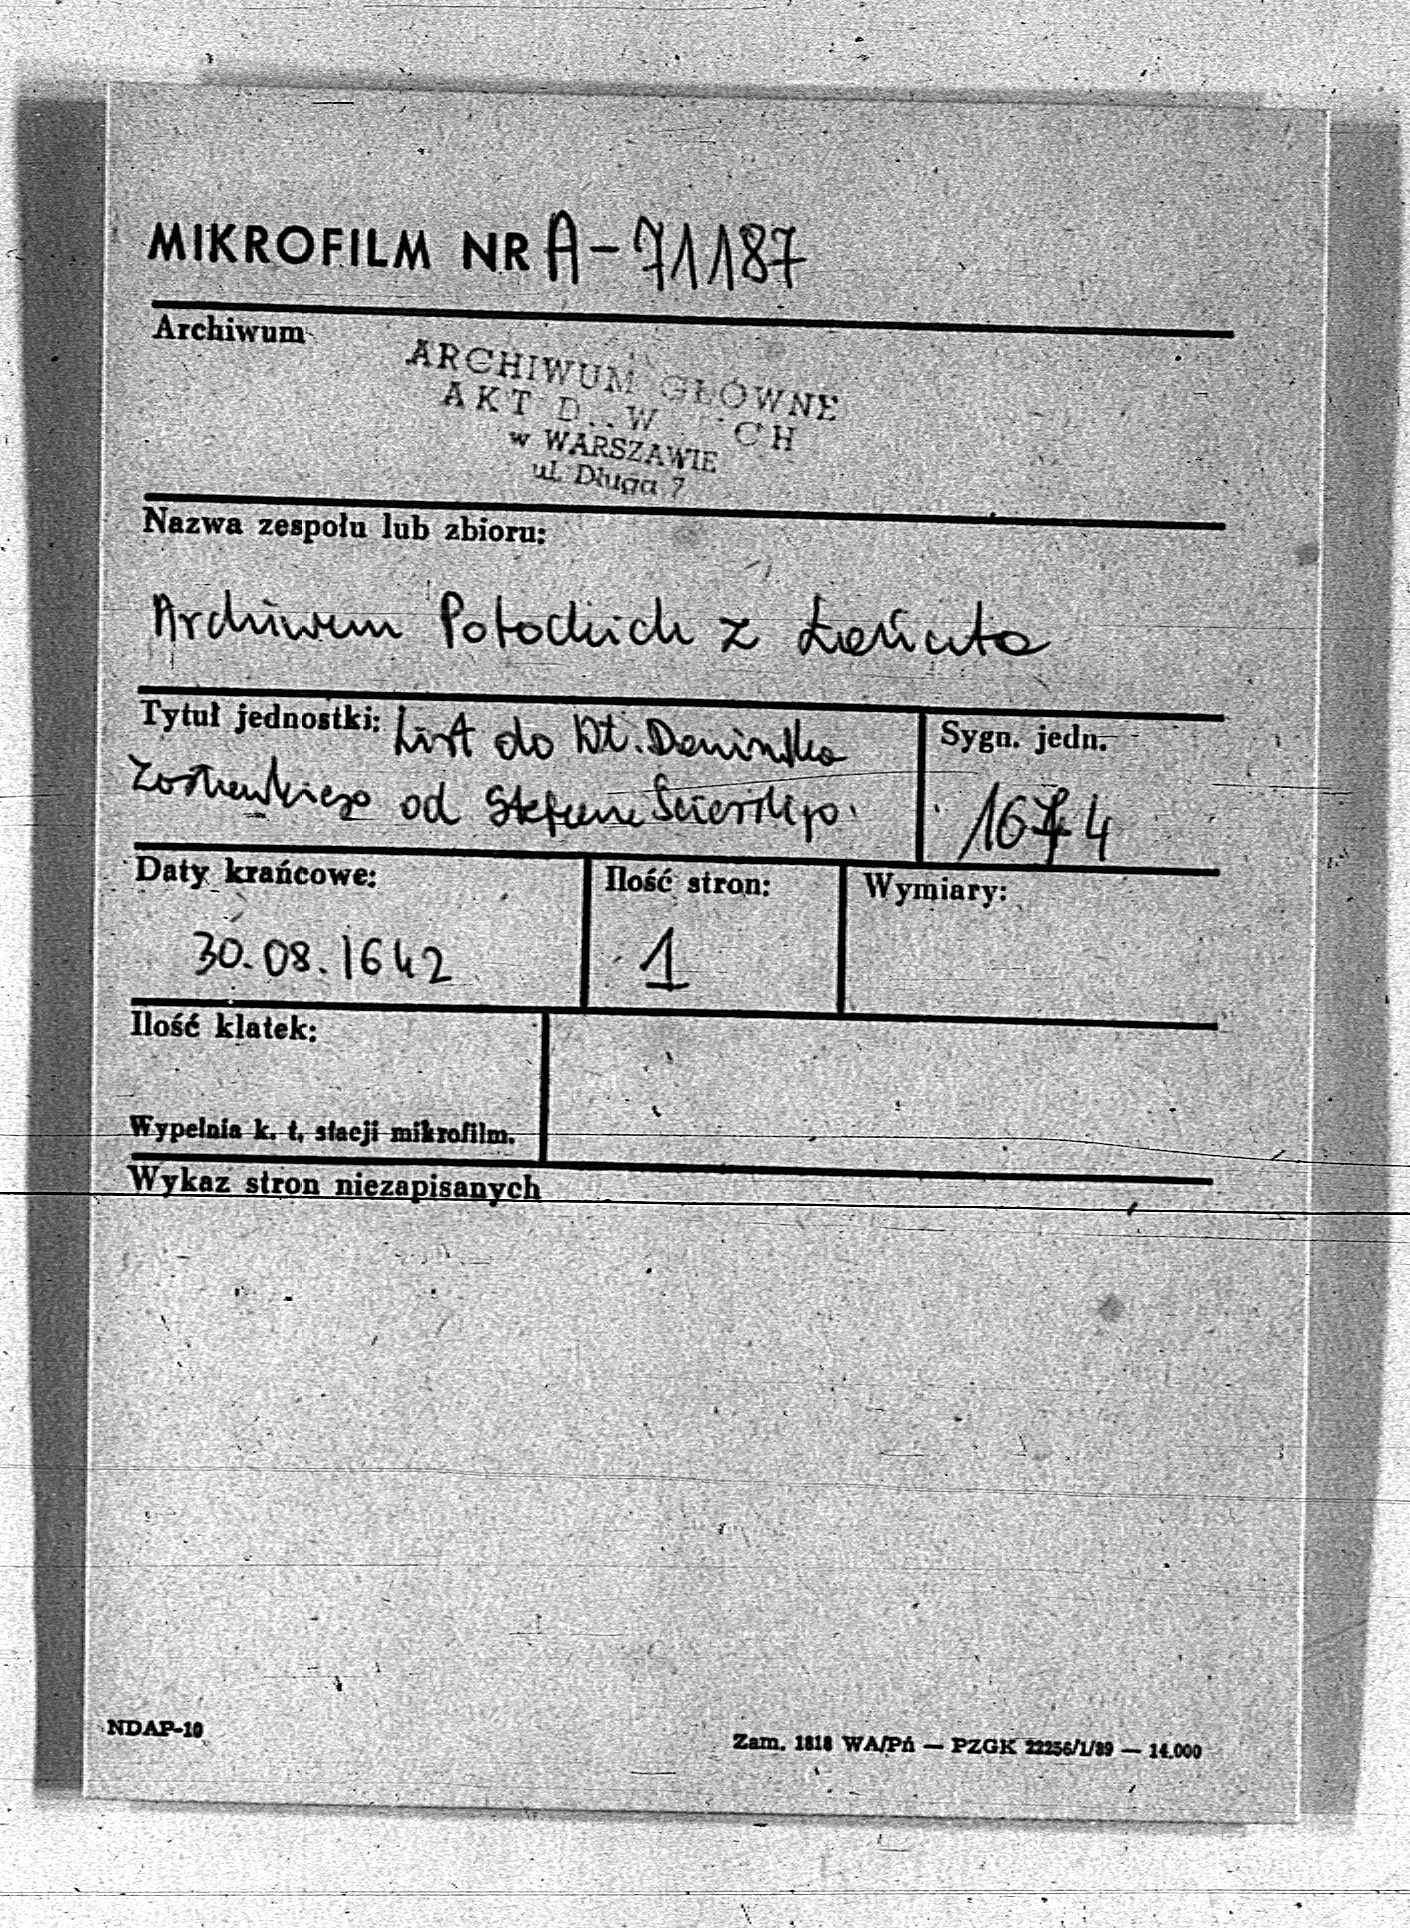 MIKROFILM NR A-71187
Archiwum
ARCHIWUM GŁÓWNE
AKT D W CH
w WARSZAWIE
ul. Długa 7
Nazwa zespołu lub zbioru:
Archiwum Potockich z Łańcuta
Tytuł jednostki: List do Wł. Dominika
Zasławskiego od Stefana
Sygn. jedn.
1644
Daty krańcowe:
30.08.1642
Ilość stron:
1
Wymiary:
Ilość klatek:
Wypełnia k. t. stacji mikrofilm.
Wykaz stron niezapisanych
NDAP-10
Zam. 1818 WA/Pń — PZGK 22256/1/89 — 14.000